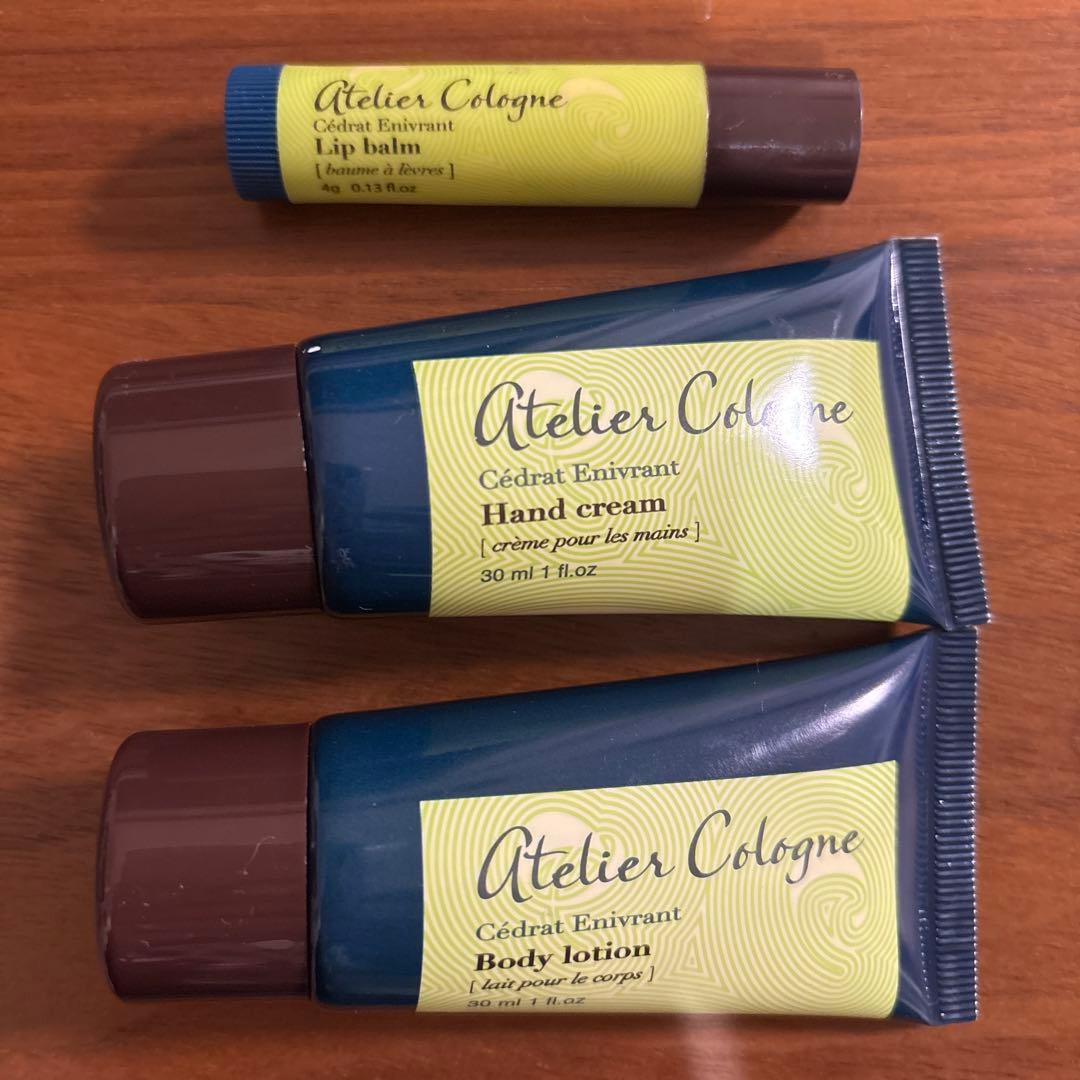 Atelier Cologne
Cédrat Enivrant
Lip balm
[ baume à lèvres ]
4g 0.13 fl.oz
Atelier Cologne
Cédrat Enivrant
Hand cream
[ crème pour les mains ]
30 ml 1 fl.oz
Atelier Cologne
Cédrat Enivrant
Body lotion
[ lait pour le corps ]
30 ml 1 fl.oz